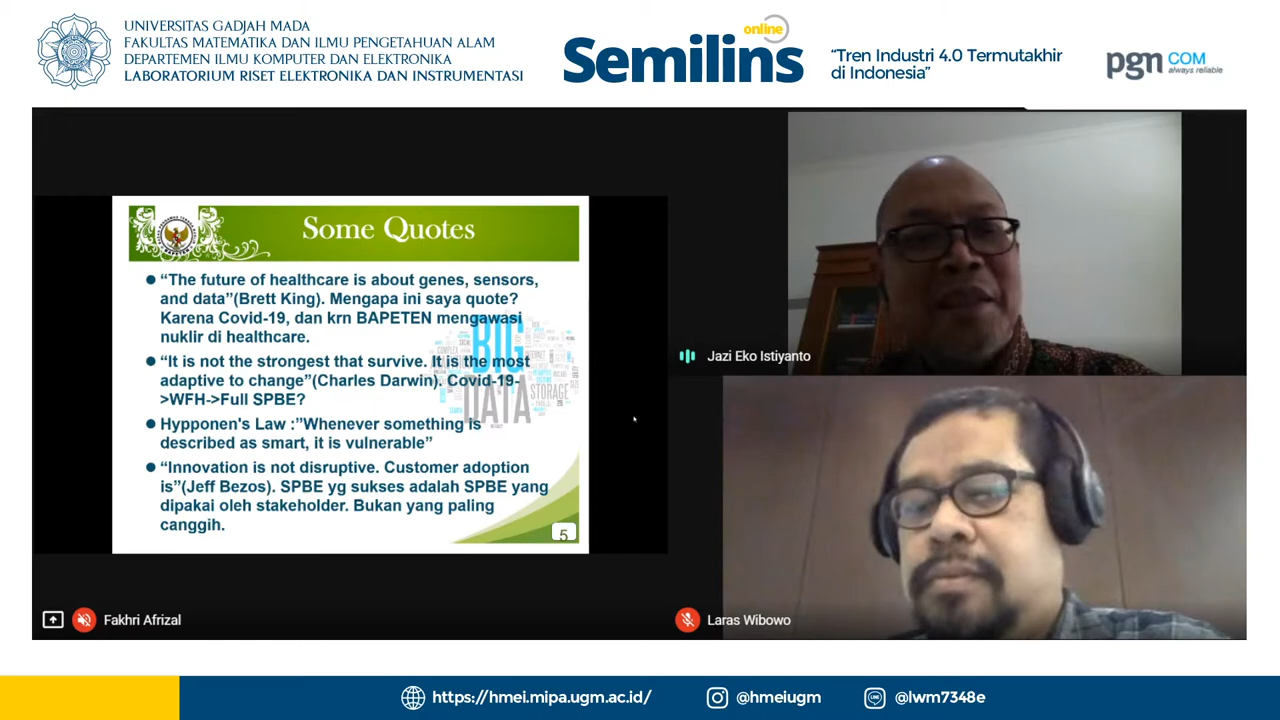 UNIVERSITAS GADJAH MADA
FAKULTAS MATEMATIKA DAN ILMU PENGETAHUAN ALAM
DEPARTEMEN ILMU KOMPUTER DAN ELEKTRONIKA
LABORATORIUM RISET ELEKTRONIKA DAN INSTRUMENTASI
online
Semilins
“Tren Industri 4.0 Termutakhir
di Indonesia”
pgn COM
always reliable
Some Quotes
“The future of healthcare is about genes, sensors,
and data”(Brett King). Mengapa ini saya quote?
Karena Covid-19, dan krn BAPETEN mengawasi
nuklir di healthcare.
“It is not the strongest that survive. It is the most
adaptive to change”(Charles Darwin). Covid-19-
>WFH->Full SPBE?
Hypponen's Law :”Whenever something is
described as smart, it is vulnerable”
“Innovation is not disruptive. Customer adoption
is”(Jeff Bezos). SPBE yg sukses adalah SPBE yang
dipakai oleh stakeholder. Bukan yang paling
canggih.
BIG
DATA
STORAGE
5
Jazi Eko Istiyanto
Fakhri Afrizal
Laras Wibowo
https://hmei.mipa.ugm.ac.id/
@hmeiugm
@lwm7348e